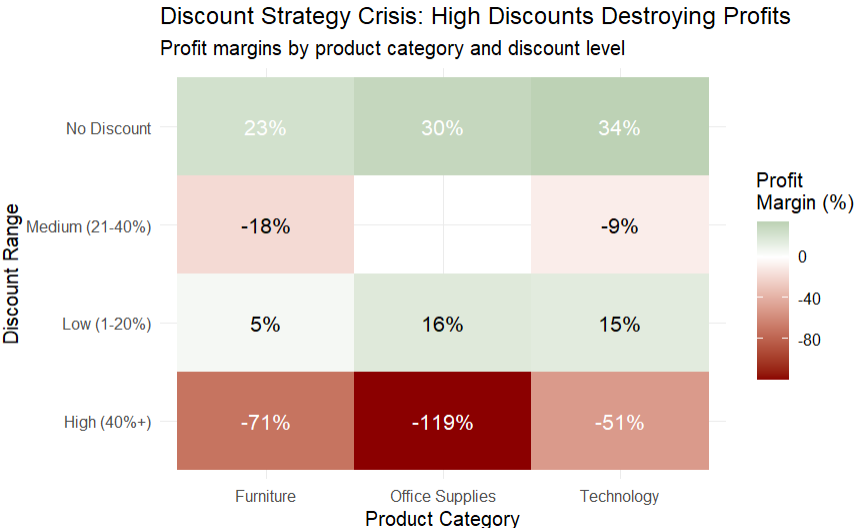 Discount Strategy Crisis: High Discounts Destroying Profits
Profit margins by product category and discount level
Discount Range
No Discount
23%
30%
34%
Medium (21-40%)
-18%
-9%
Low (1-20%)
5%
16%
15%
High (40%+)
-71%
-119%
-51%
Furniture
Office Supplies
Technology
Product Category
Profit
Margin (%)
0
-40
-80